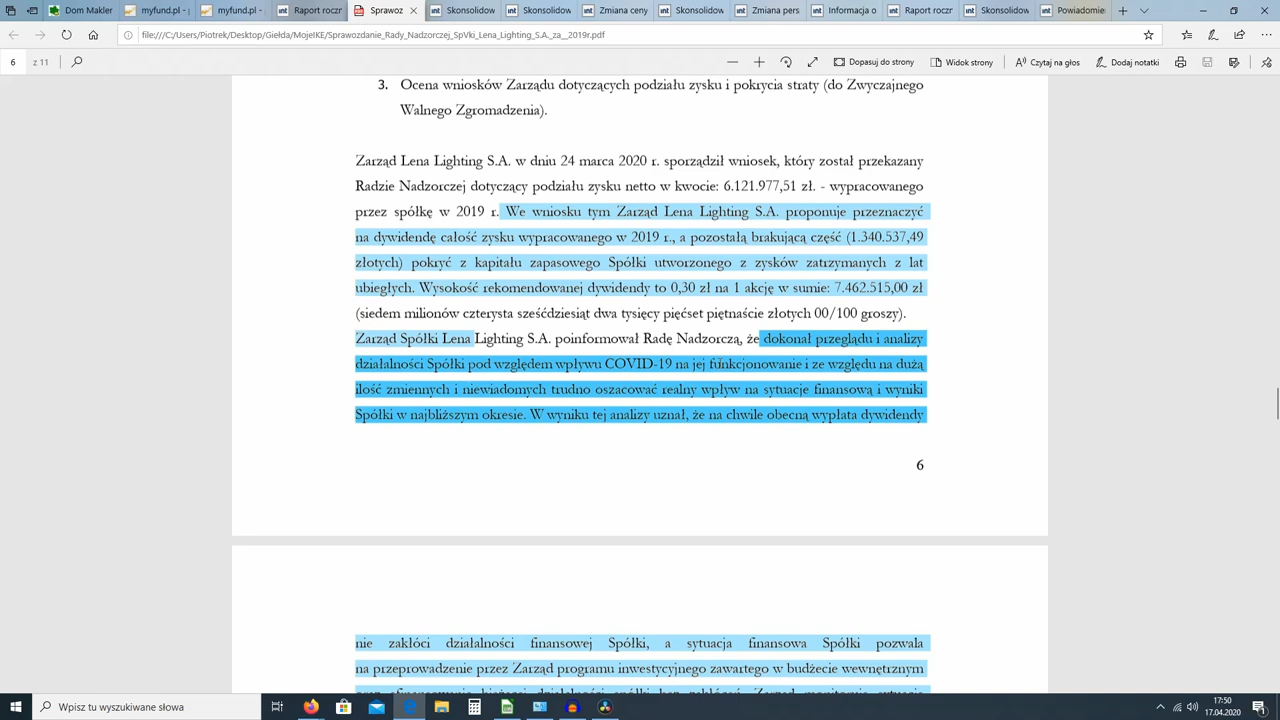 Dom Makler
myfund.pl -
myfund.pl -
Raport roczr
Sprawoz
Skonsolidow
Skonsolidow
Zmiana ceny
Skonsolidow
Zmiana pers
Informacja o
Raport roczr
Skonsolidow
Powiadomie
file:///C:/Users/Piotrek/Desktop/Giełda/MojeIKE/Sprawozdanie_Rady_Nadzorczej_SpVki_Lena_Lighting_S.A._za__2019r.pdf
6 z 11
Dopasuj do strony
Widok stron
Czytaj na głos
Dodaj notatki
3. Ocena wniosków Zarządu dotyczących podziału zysku i pokrycia straty (do Zwyczajnego
Walnego Zgromadzenia).
Zarząd Lena Lighting S.A. w dniu 24 marca 2020 r. sporządził wniosek, który został przekazany
Radzie Nadzorczej dotyczący podziału zysku netto w kwocie: 6.121.977,51 zł. - wypracowanego
przez spółkę w 2019 r. We wniosku tym Zarząd Lena Lighting S.A. proponuje przeznaczyć
na dywidendę całość zysku wypracowanego w 2019 r., a pozostałą brakującą część (1.340.537,49
złotych) pokryć z kapitału zapasowego Spółki utworzonego z zysków zatrzymanych z lat
ubiegłych. Wysokość rekomendowanej dywidendy to 0,30 zł na 1 akcję w sumie: 7.462.515,00 zł
(siedem milionów czterysta sześćdziesiąt dwa tysięcy pięćset piętnaście złotych 00/100 groszy).
Zarząd Spółki Lena Lighting S.A. poinformował Radę Nadzorczą, że dokonał przeglądu i analizy
działalności Spółki pod względem wpływu COVID-19 na jej funkcjonowanie i ze względu na dużą
ilość zmiennych i niewiadomych trudno oszacować realny wpływ na sytuacje finansową i wyniki
Spółki w najbliższym okresie. W wyniku tej analizy uznał, że na chwile obecną wypłata dywidendy
6
nie zakłóci działalności finansowej Spółki, a sytuacja finansowa Spółki pozwala
na przeprowadzenie przez Zarząd programu inwestycyjnego zawartego w budżecie wewnętrznym
Wpisz tu wyszukiwane słowa
17:50
17.04.2020